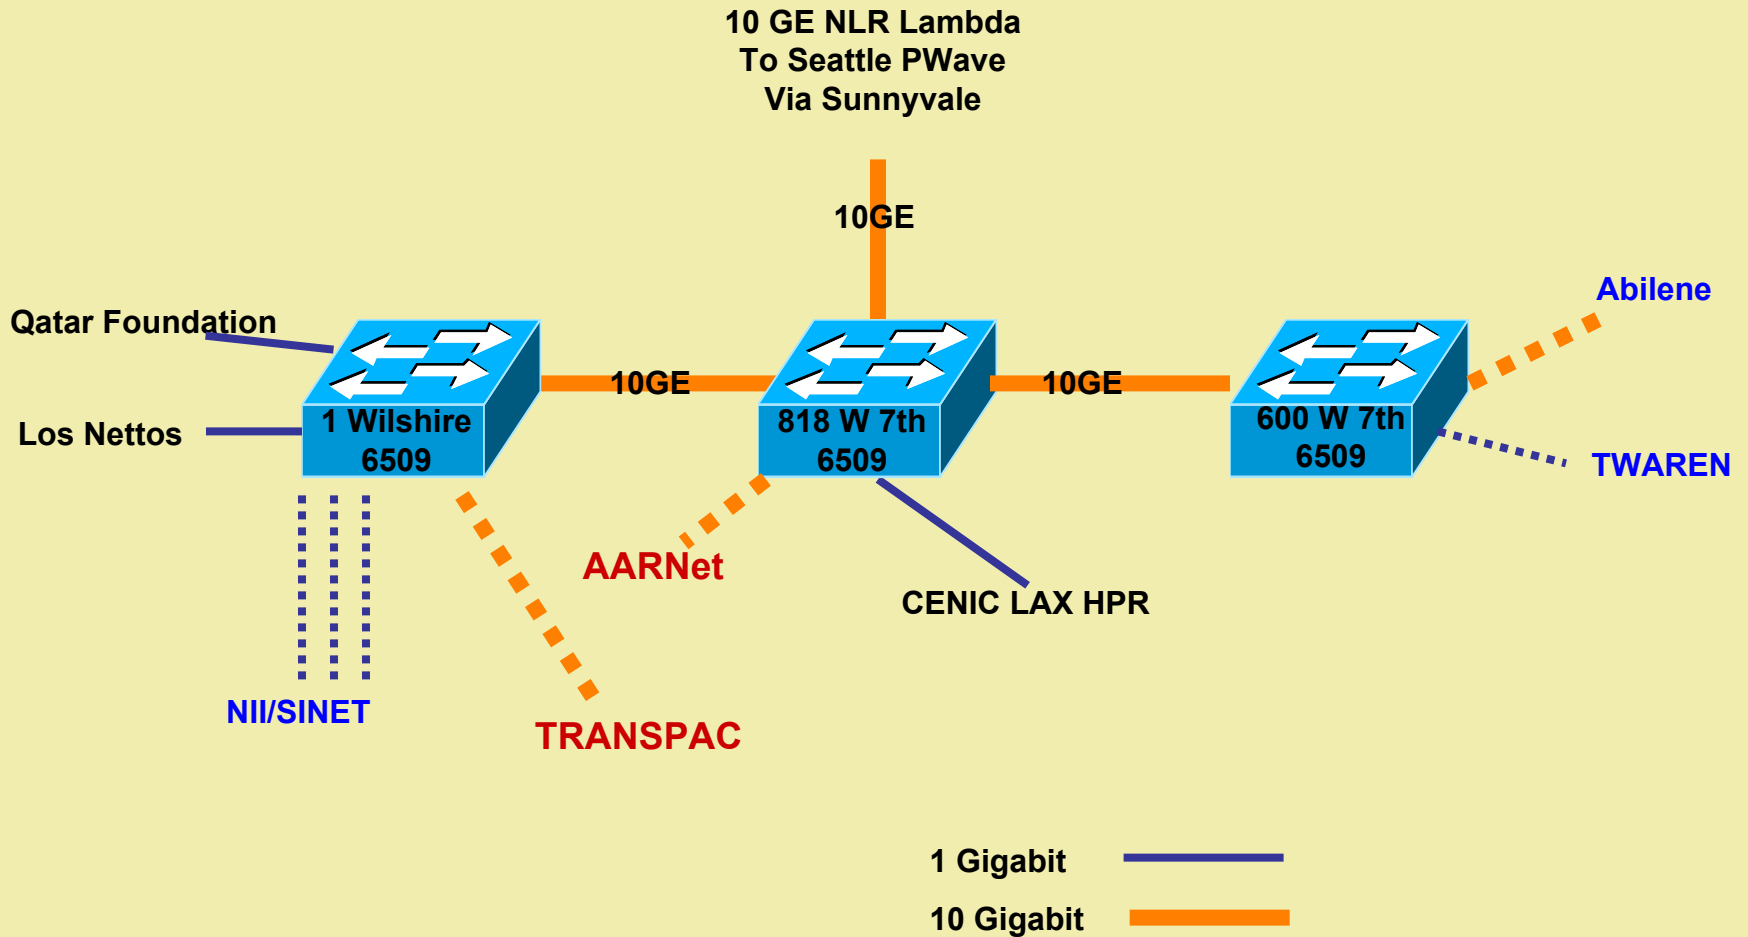 10 GE NLR Lambda
To Seattle PWave
Via Sunnyvale
10GE
Abilene
Qatar Foundation
10GE
10GE
Los Nettos
1 Wilshire
6509
818 W 7th
6509
600 W 7th
6509
TWAREN
AARNet
CENIC LAX HPR
NII/SINET
TRANSPAC
1 Gigabit
10 Gigabit